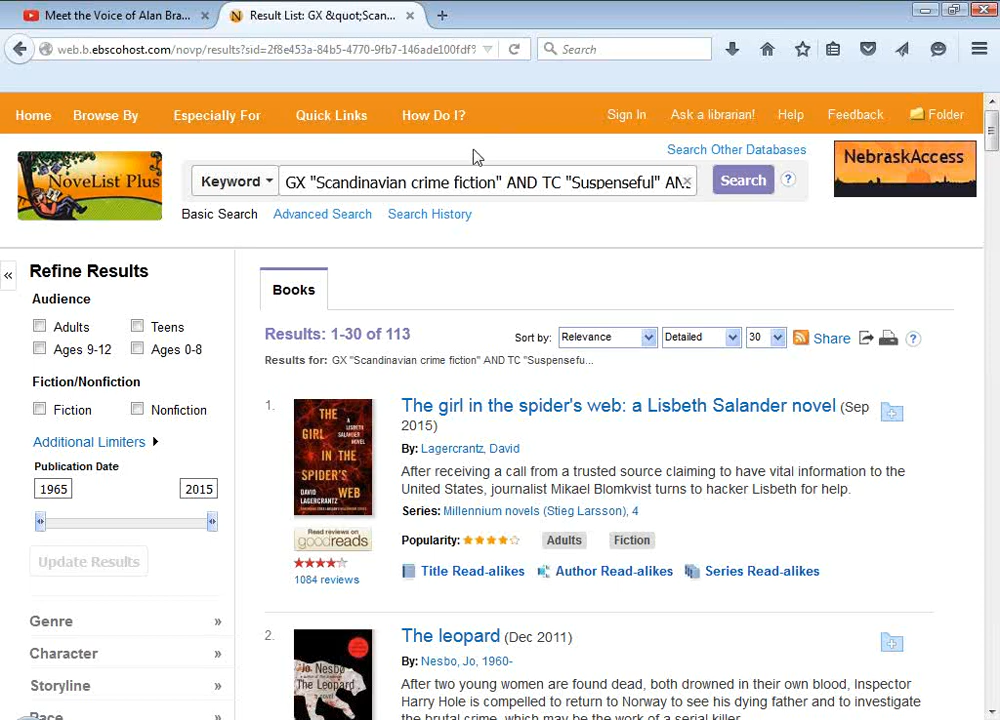 Meet the Voice of Alan Bra...
Result List: GX &quot;Scan...
web.b.ebscohost.com/novp/results?sid=2f8e453a-84b5-4770-9fb7-146ade100fdf%
Search
Home Browse By Especially For Quick Links How Do I? Sign In Ask a librarian! Help Feedback Folder
Search Other Databases
NoveList Plus
Keyword GX "Scandinavian crime fiction" AND TC "Suspenseful" AN Search ?
NebraskAccess
Basic Search Advanced Search Search History
« Refine Results
Audience
Adults Teens
Ages 9-12 Ages 0-8
Fiction/Nonfiction
Fiction Nonfiction
Additional Limiters
Publication Date
1965 2015
Update Results
Genre »
Character »
Storyline »
Pace »
Books
Results: 1-30 of 113
Sort by: Relevance Detailed 30 Share ?
Results for: GX "Scandinavian crime fiction" AND TC "Suspensefu...
1.
THE GIRL IN THE SPIDER'S WEB
A LISBETH SALANDER NOVEL
DAVID LAGERCRANTZ
Read reviews on
goodreads
1084 reviews
The girl in the spider's web: a Lisbeth Salander novel (Sep
2015)
By: Lagercrantz, David
After receiving a call from a trusted source claiming to have vital information to the
United States, journalist Mikael Blomkvist turns to hacker Lisbeth for help.
Series: Millennium novels (Stieg Larsson), 4
Popularity: Adults Fiction
Title Read-alikes Author Read-alikes Series Read-alikes
2.
Jo Nesbø
The Leopard
The leopard (Dec 2011)
By: Nesbo, Jo, 1960-
After two young women are found dead, both drowned in their own blood, Inspector
Harry Hole is compelled to return to Norway to see his dying father and to investigate
the brutal crime, which may be the work of a serial killer.